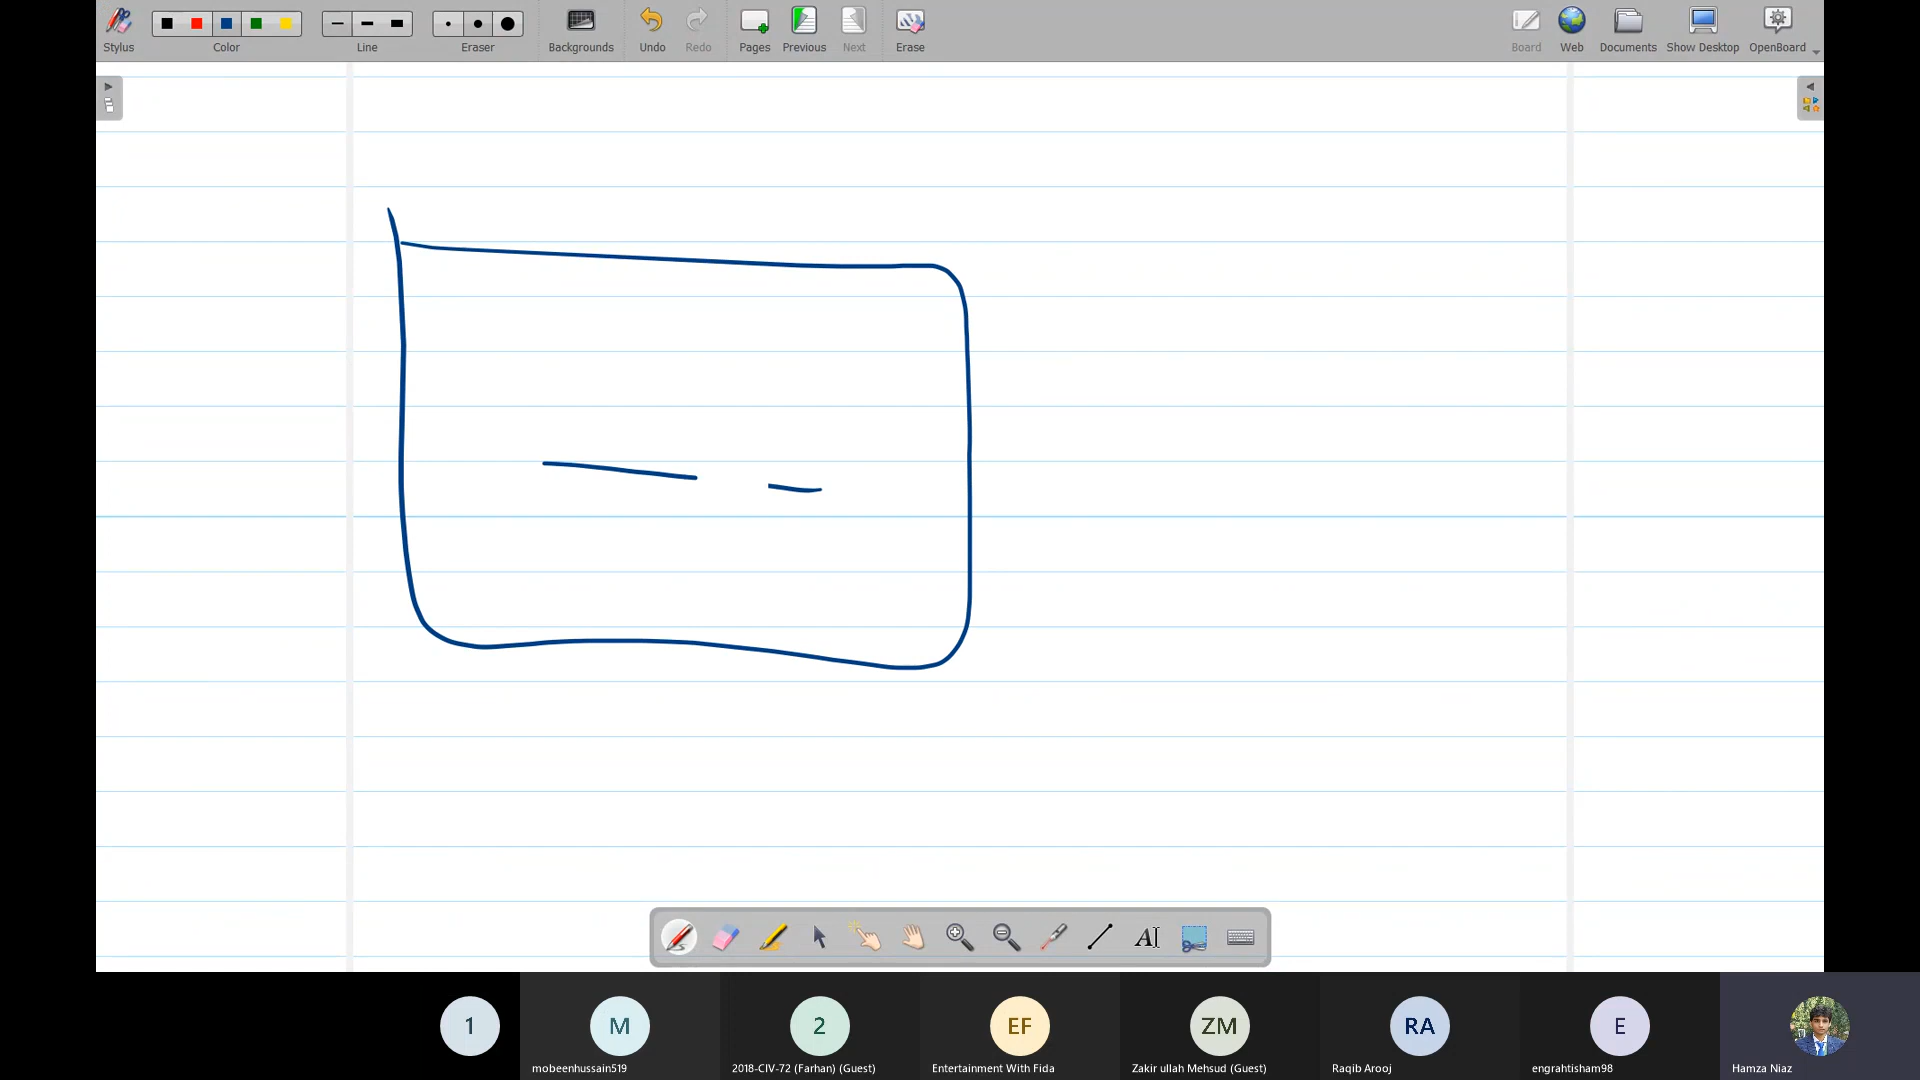 Stylus Color Line Eraser Backgrounds Undo Redo Pages Previous Next Erase Board Web Documents Show Desktop OpenBoard
AI
1 M 2 EF ZM RA E
mobeenhussain519 2018-CIV-72 (Farhan) (Guest) Entertainment With Fida Zakir ullah Mehsud (Guest) Raqib Arooj engrahtisham98 Hamza Niaz